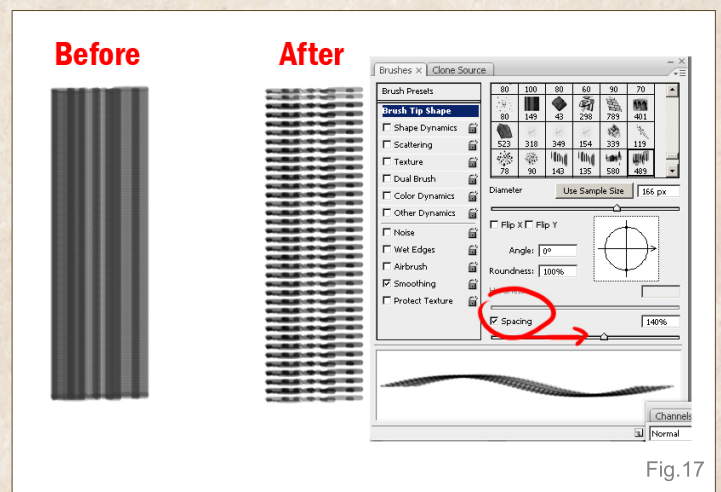 Before
After
Brushes × Clone Source
Brush Presets
Brush Tip Shape
Shape Dynamics
Scattering
Texture
Dual Brush
Color Dynamics
Other Dynamics
Noise
Wet Edges
Airbrush
Smoothing
Protect Texture
80 100 80 60 90 70
80 149 43 298 789 401
523 318 349 154 339 119
78 90 143 135 580 489
Diameter Use Sample Size 166 px
Flip X Flip Y
Angle: 0°
Roundness: 100%
Spacing 140%
Channels
Normal
Fig.17